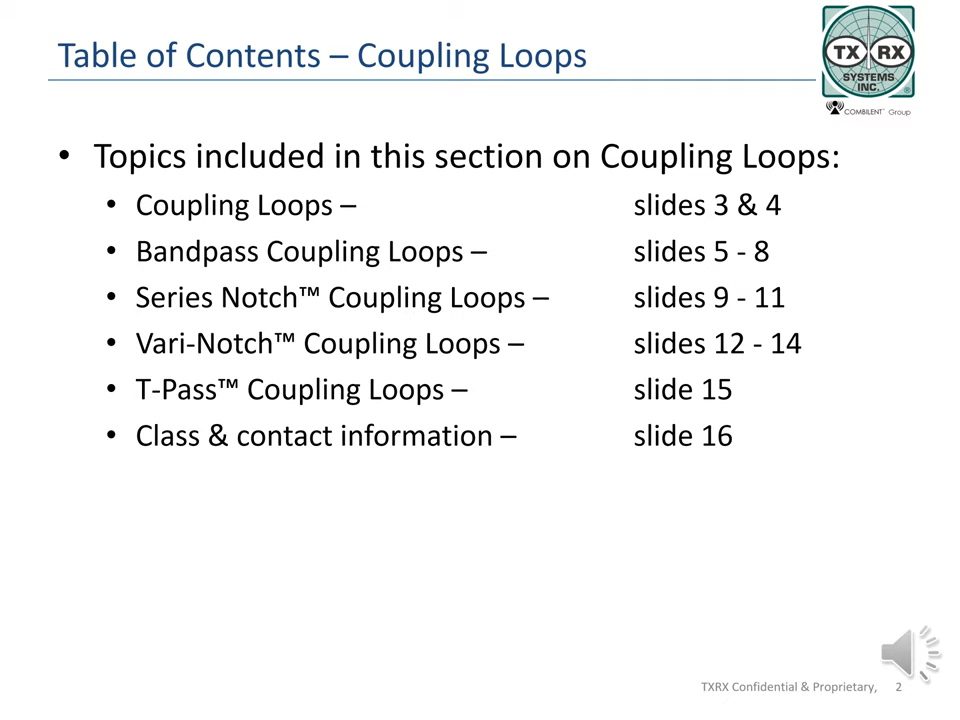 Table of Contents – Coupling Loops
TX RX
SYSTEMS
INC.
®
COMBILENT™ Group
• Topics included in this section on Coupling Loops:
• Coupling Loops – slides 3 & 4
• Bandpass Coupling Loops – slides 5 - 8
• Series Notch™ Coupling Loops – slides 9 - 11
• Vari-Notch™ Coupling Loops – slides 12 - 14
• T-Pass™ Coupling Loops – slide 15
• Class & contact information – slide 16
TXRX Confidential & Proprietary, 2